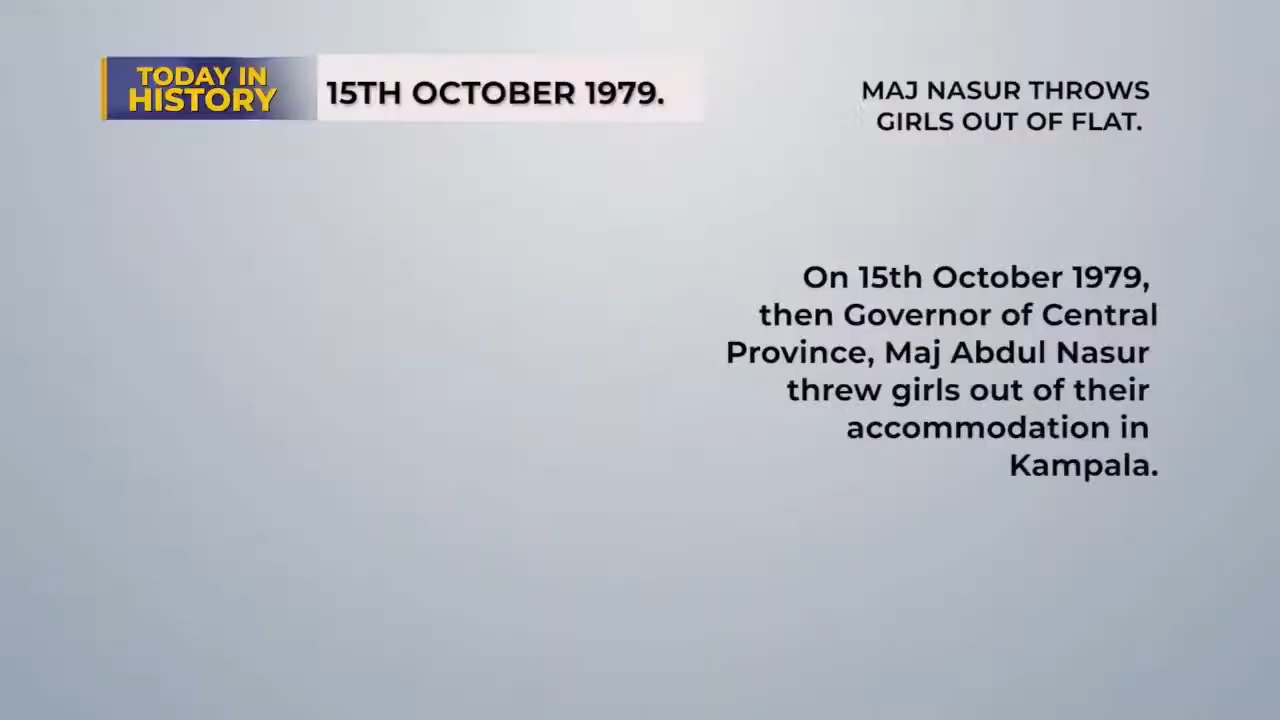 TODAY IN
HISTORY
15TH OCTOBER 1979.
MAJ NASUR THROWS
GIRLS OUT OF FLAT.
On 15th October 1979,
then Governor of Central
Province, Maj Abdul Nasur
threw girls out of their
accommodation in
Kampala.